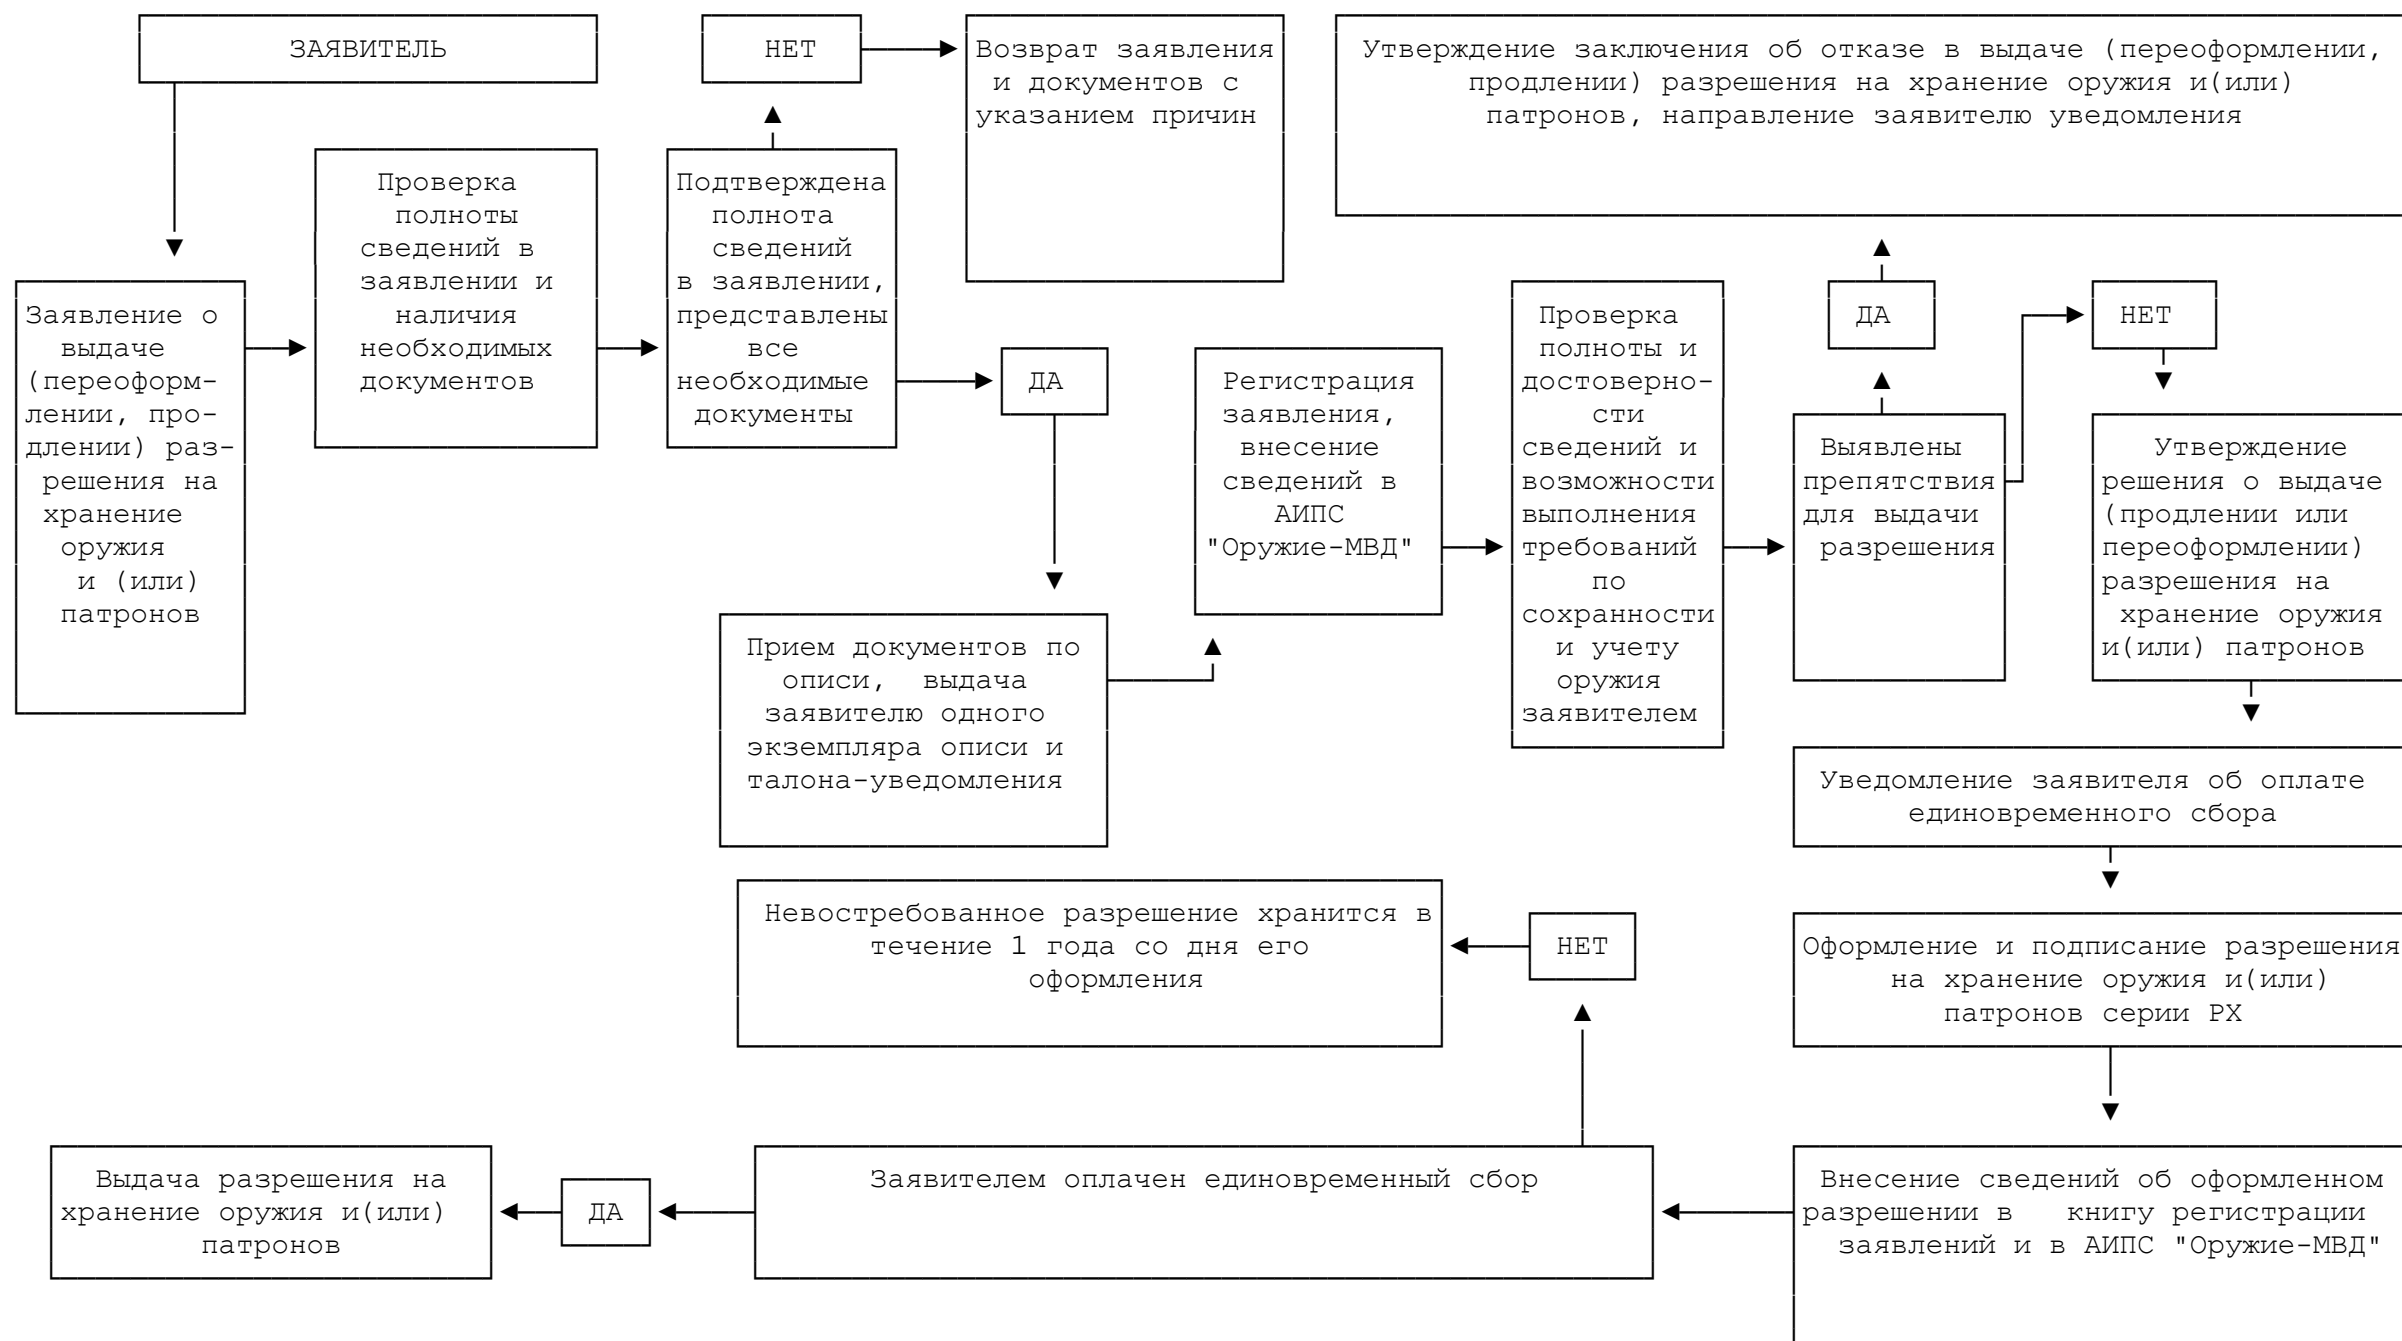 ЗАЯВИТЕЛЬ
НЕТ
Возврат заявления
и документов с
указанием причин
Утверждение заключения об отказе в выдаче (переоформлении,
продлении) разрешения на хранение оружия и(или)
патронов, направление заявителю уведомления
Заявление о
выдаче
(переоформ-
лении, про-
длении) раз-
решения на
хранение
оружия
и (или)
патронов
Проверка
полноты
сведений в
заявлении и
наличия
необходимых
документов
Подтверждена
полнота
сведений
в заявлении,
представлены
все
необходимые
документы
ДА
Прием документов по
описи, выдача
заявителю одного
экземпляра описи и
талона-уведомления
Регистрация
заявления,
внесение
сведений в
АИПС
"Оружие-МВД"
Проверка
полноты и
достоверно-
сти
сведений и
возможности
выполнения
требований
по
сохранности
и учету
оружия
заявителем
ДА
Выявлены
препятствия
для выдачи
разрешения
НЕТ
Утверждение
решения о выдаче
(продлении или
переоформлении)
разрешения на
хранение оружия
и(или) патронов
Уведомление заявителя об оплате
единовременного сбора
Оформление и подписание разрешения
на хранение оружия и(или)
патронов серии РХ
Внесение сведений об оформленном
разрешении в книгу регистрации
заявлений и в АИПС "Оружие-МВД"
Заявителем оплачен единовременный сбор
НЕТ
Невостребованное разрешение хранится в
течение 1 года со дня его
оформления
ДА
Выдача разрешения на
хранение оружия и(или)
патронов